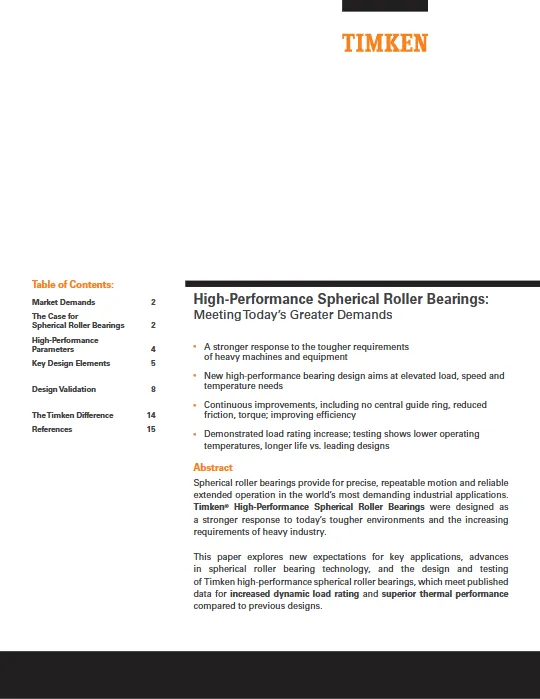 TIMKEN
Table of Contents:
Market Demands 2
The Case for
Spherical Roller Bearings 2
High-Performance
Parameters 4
Key Design Elements 5
Design Validation 8
The Timken Difference 14
References 15
High-Performance Spherical Roller Bearings:
Meeting Today's Greater Demands
• A stronger response to the tougher requirements
of heavy machines and equipment
• New high-performance bearing design aims at elevated load, speed and
temperature needs
• Continuous improvements, including no central guide ring, reduced
friction, torque; improving efficiency
• Demonstrated load rating increase; testing shows lower operating
temperatures, longer life vs. leading designs
Abstract
Spherical roller bearings provide for precise, repeatable motion and reliable
extended operation in the world's most demanding industrial applications.
Timken® High-Performance Spherical Roller Bearings were designed as
a stronger response to today's tougher environments and the increasing
requirements of heavy industry.
This paper explores new expectations for key applications, advances
in spherical roller bearing technology, and the design and testing
of Timken high-performance spherical roller bearings, which meet published
data for increased dynamic load rating and superior thermal performance
compared to previous designs.